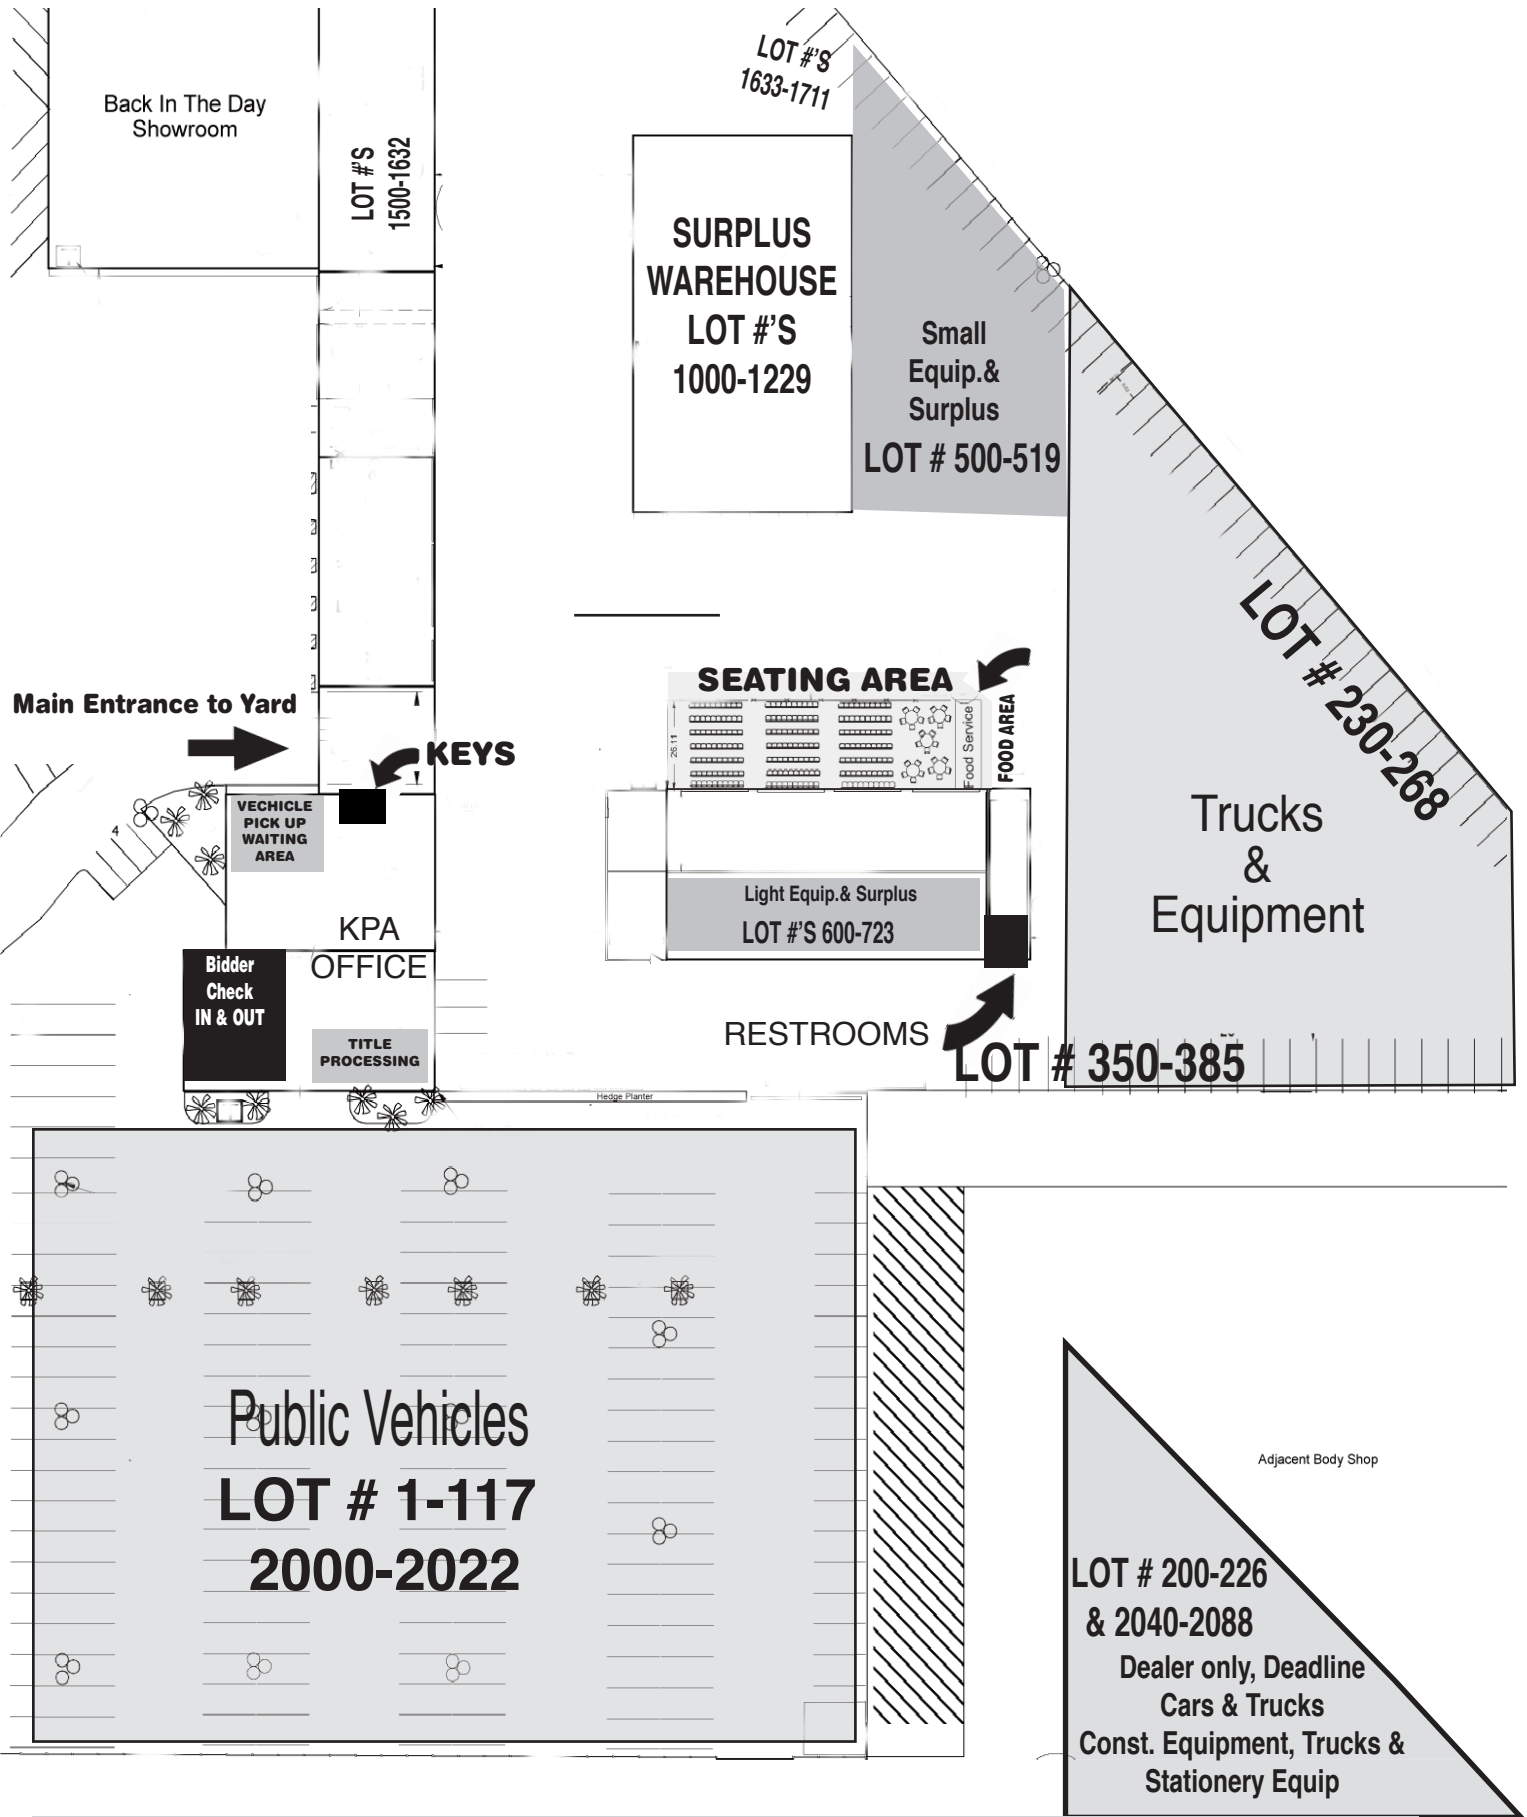 LOT #'S
1633-1711
Back In The Day
Showroom
LOT #'S
1500-1632
SURPLUS
WAREHOUSE
LOT #'S
1000-1229
Small
Equip.&
Surplus
LOT # 500-519
LOT # 230-268
Main Entrance to Yard
KEYS
SEATING AREA
26.11
Food Service
FOOD AREA
Trucks
&
Equipment
VECHICLE
PICK UP
WAITING
AREA
4
Light Equip.& Surplus
LOT #'S 600-723
KPA
OFFICE
Bidder
Check
IN & OUT
TITLE
PROCESSING
RESTROOMS
LOT # 350-385
Hedge Planter
Public Vehicles
LOT # 1-117
2000-2022
Adjacent Body Shop
LOT # 200-226
& 2040-2088
Dealer only, Deadline
Cars & Trucks
Const. Equipment, Trucks &
Stationery Equip